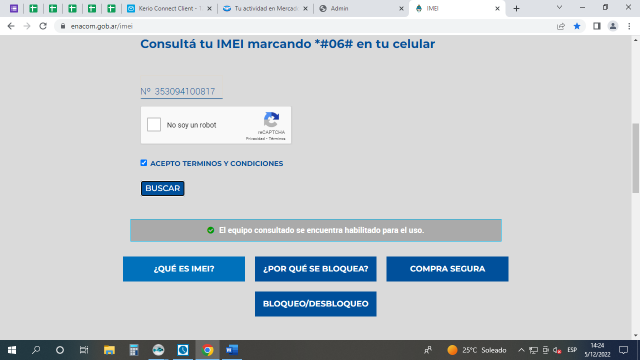 Kerio Connect Client -
Tu actividad en Mercad
Admin
IMEI
enacom.gob.ar/imei
Consultá tu IMEI marcando *#06# en tu celular
Nº 353094100817
No soy un robot
reCAPTCHA
Privacidad - Términos
ACEPTO TERMINOS Y CONDICIONES
BUSCAR
El equipo consultado se encuentra habilitado para el uso.
¿QUÉ ES IMEI?
¿POR QUÉ SE BLOQUEA?
COMPRA SEGURA
BLOQUEO/DESBLOQUEO
25°C Soleado
ESP
14:24
5/12/2022